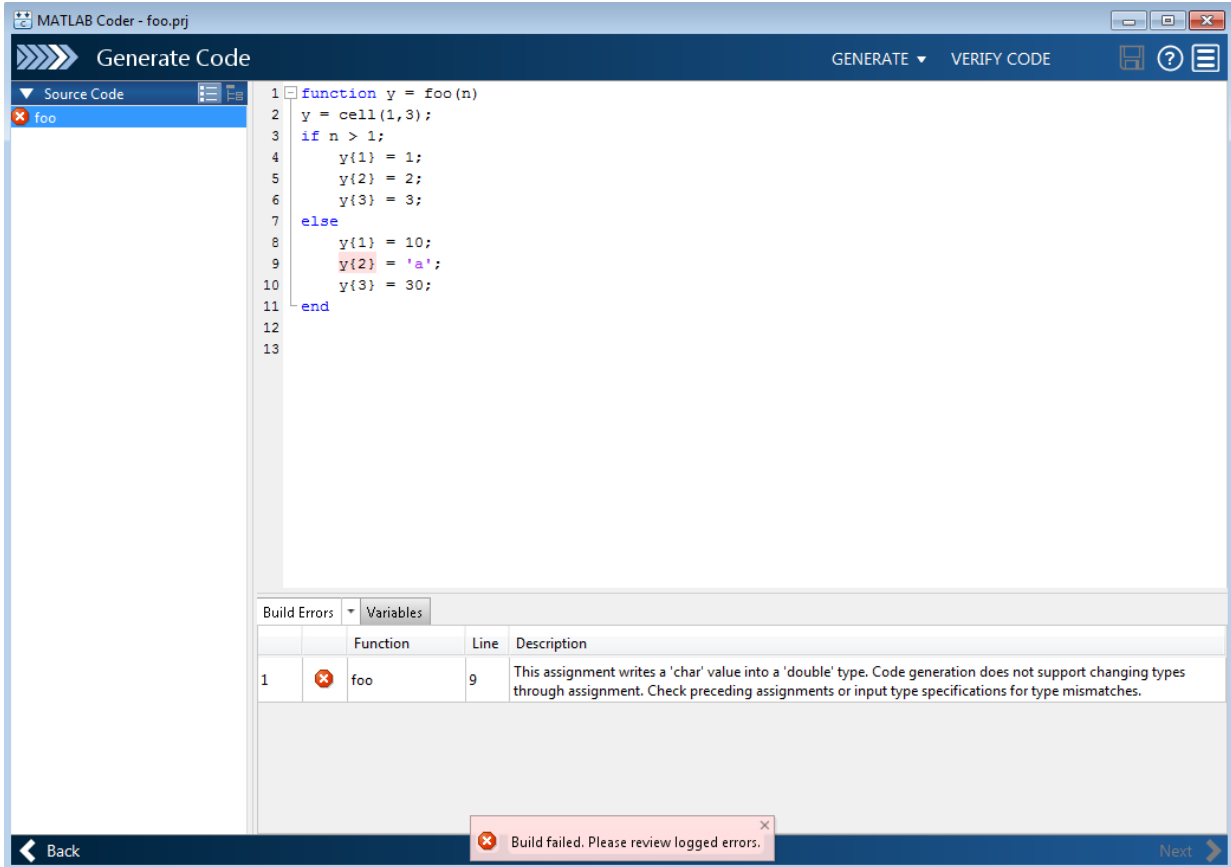 MATLAB Coder - foo.prj
Generate Code
GENERATE
VERIFY CODE
Source Code
foo
1 function y = foo(n)
2 y = cell(1,3);
3 if n > 1;
4     y{1} = 1;
5     y{2} = 2;
6     y{3} = 3;
7 else
8     y{1} = 10;
9     y{2} = 'a';
10     y{3} = 30;
11 end
12
13
Build Errors
Variables
Function Line Description
1 foo 9 This assignment writes a 'char' value into a 'double' type. Code generation does not support changing types
through assignment. Check preceding assignments or input type specifications for type mismatches.
Build failed. Please review logged errors.
Back
Next